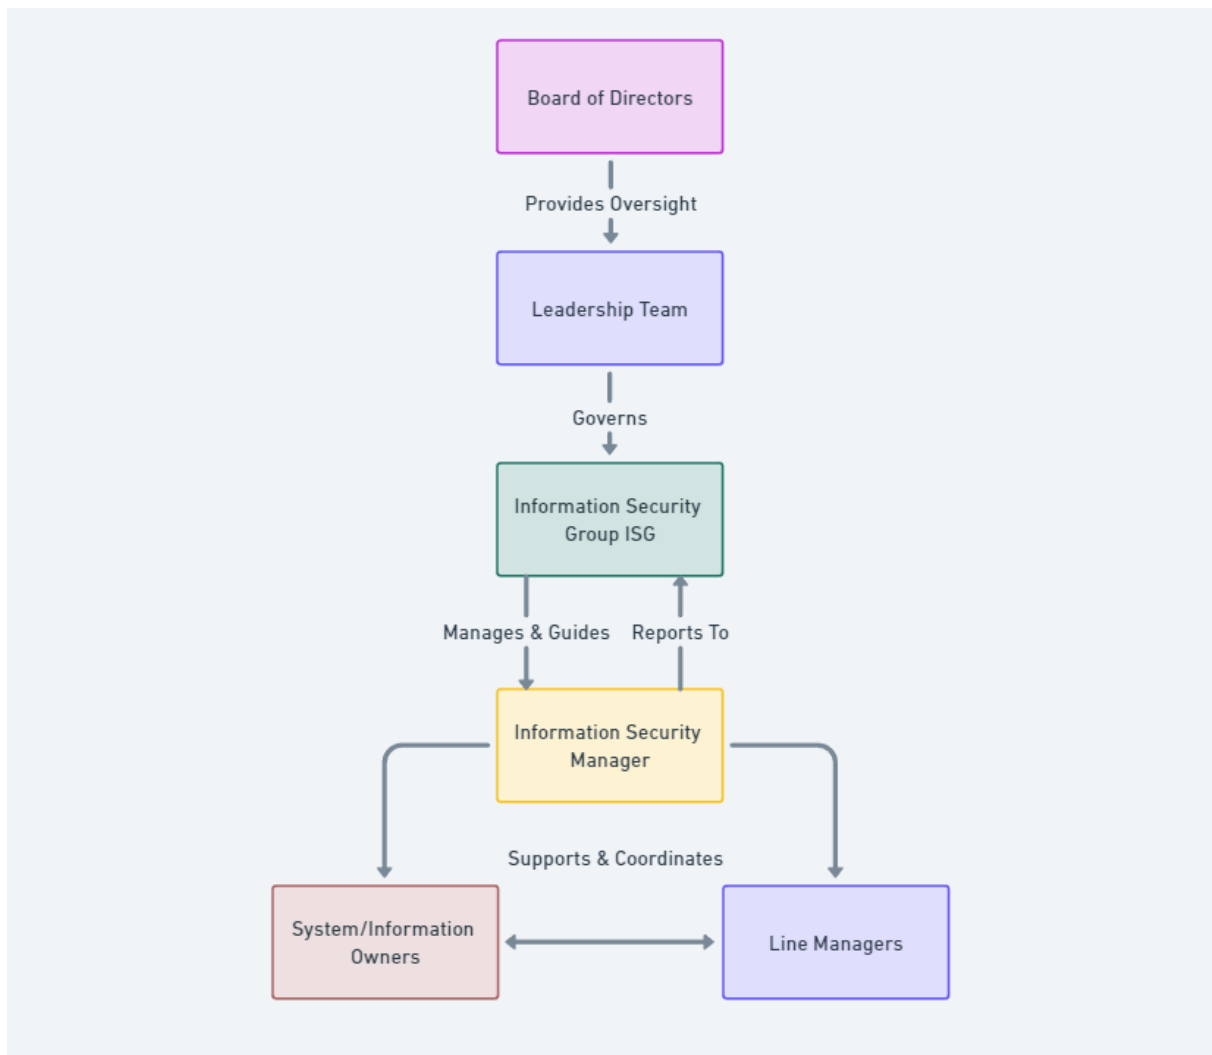 Board of Directors
Provides Oversight
Leadership Team
Governs
Information Security
Group ISG
Manages & Guides
Reports To
Information Security
Manager
Supports & Coordinates
System/Information
Owners
Line Managers